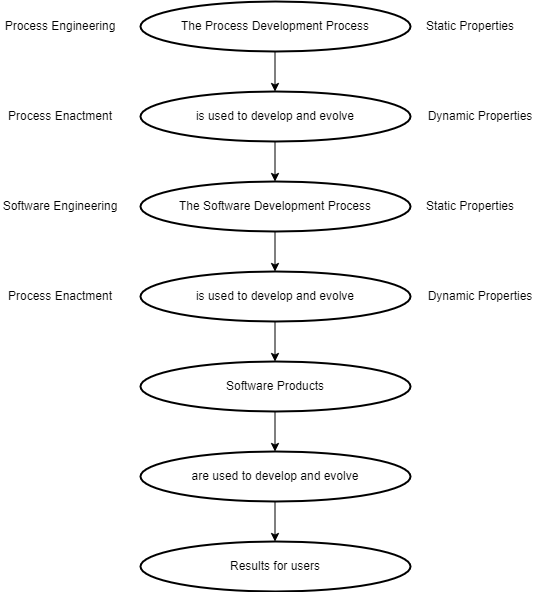 Process Engineering The Process Development Process Static Properties
Process Enactment is used to develop and evolve Dynamic Properties
Software Engineering The Software Development Process Static Properties
Process Enactment is used to develop and evolve Dynamic Properties
Software Products
are used to develop and evolve
Results for users